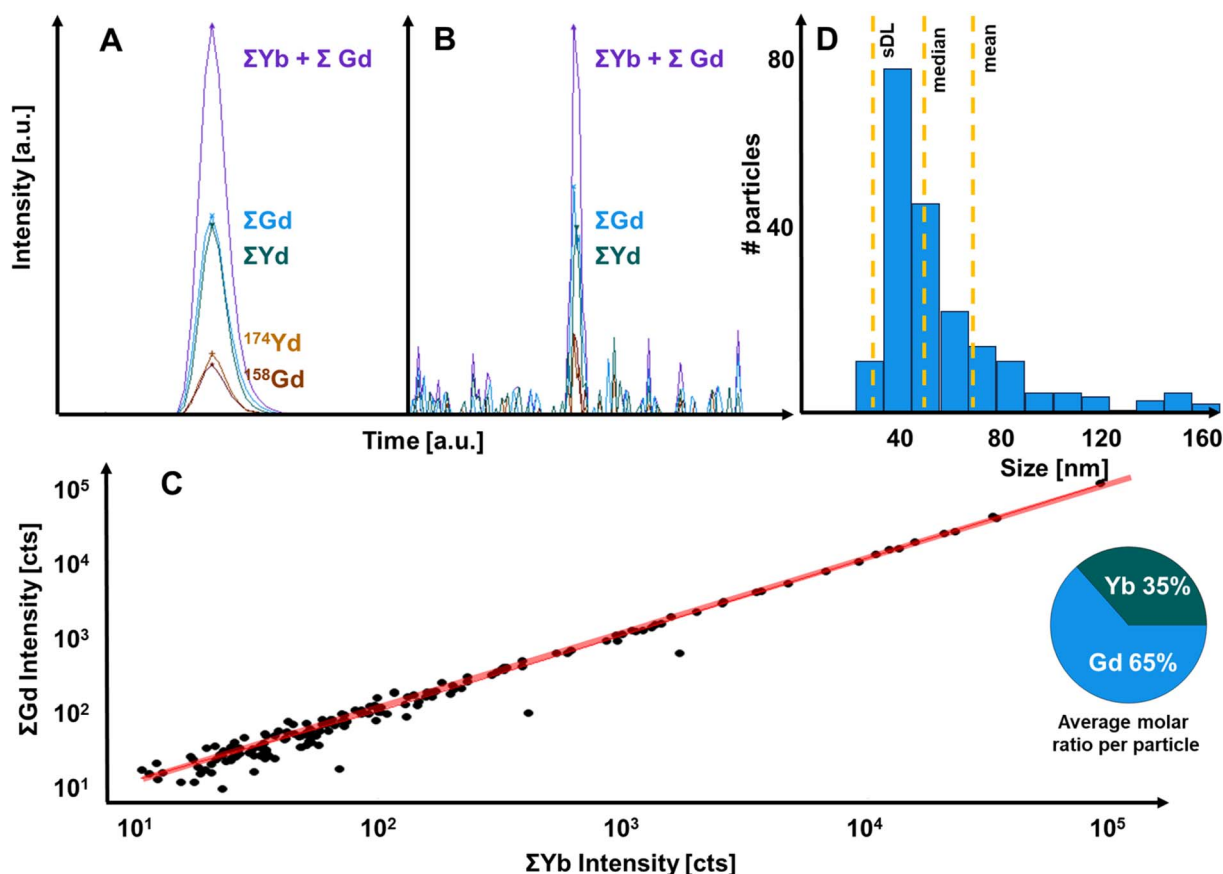 A
ΣYb + Σ Gd
ΣGd
ΣYd
¹⁷⁴Yd
¹⁵⁸Gd
Intensity [a.u.]
B
ΣYb + Σ Gd
ΣGd
ΣYd
Time [a.u.]
D
sDL
median
mean
80
40
# particles
40
80
120
160
Size [nm]
C
10⁵
10⁴
10³
10²
10¹
ΣGd Intensity [cts]
10¹
10²
10³
10⁴
10⁵
ΣYb Intensity [cts]
Yb 35%
Gd 65%
Average molar
ratio per particle